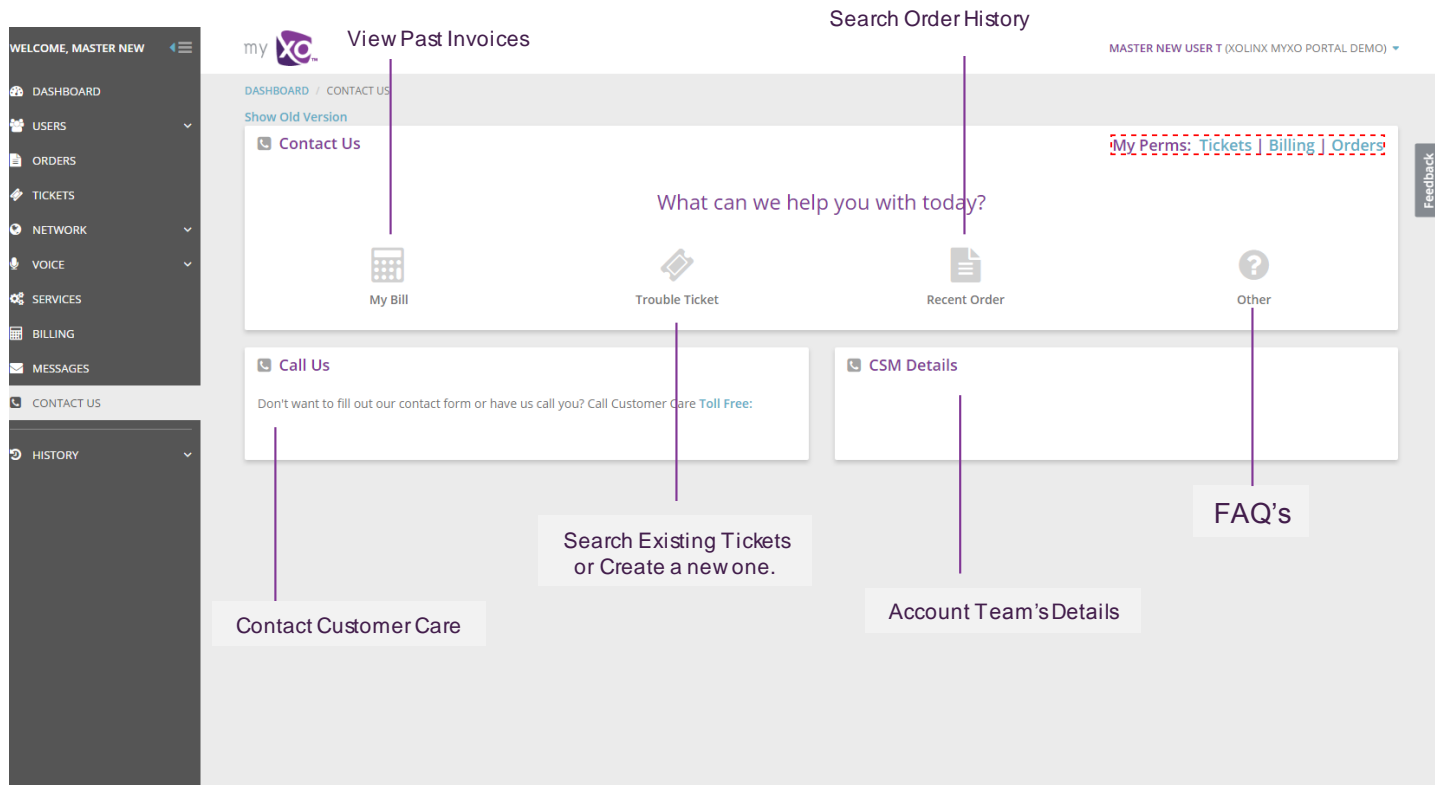 Search Order History
View Past Invoices
WELCOME, MASTER NEW
my XO™
MASTER NEW USER T (XOLINX MYXO PORTAL DEMO)
DASHBOARD
USERS
ORDERS
TICKETS
NETWORK
VOICE
SERVICES
BILLING
MESSAGES
CONTACT US
HISTORY
DASHBOARD / CONTACT US
Show Old Version
Contact Us
My Perms: Tickets | Billing | Orders
Feedback
What can we help you with today?
My Bill
Trouble Ticket
Recent Order
Other
Call Us
Don't want to fill out our contact form or have us call you? Call Customer Care Toll Free:
CSM Details
FAQ’s
Search Existing Tickets
or Create a new one.
Account Team’s Details
Contact Customer Care